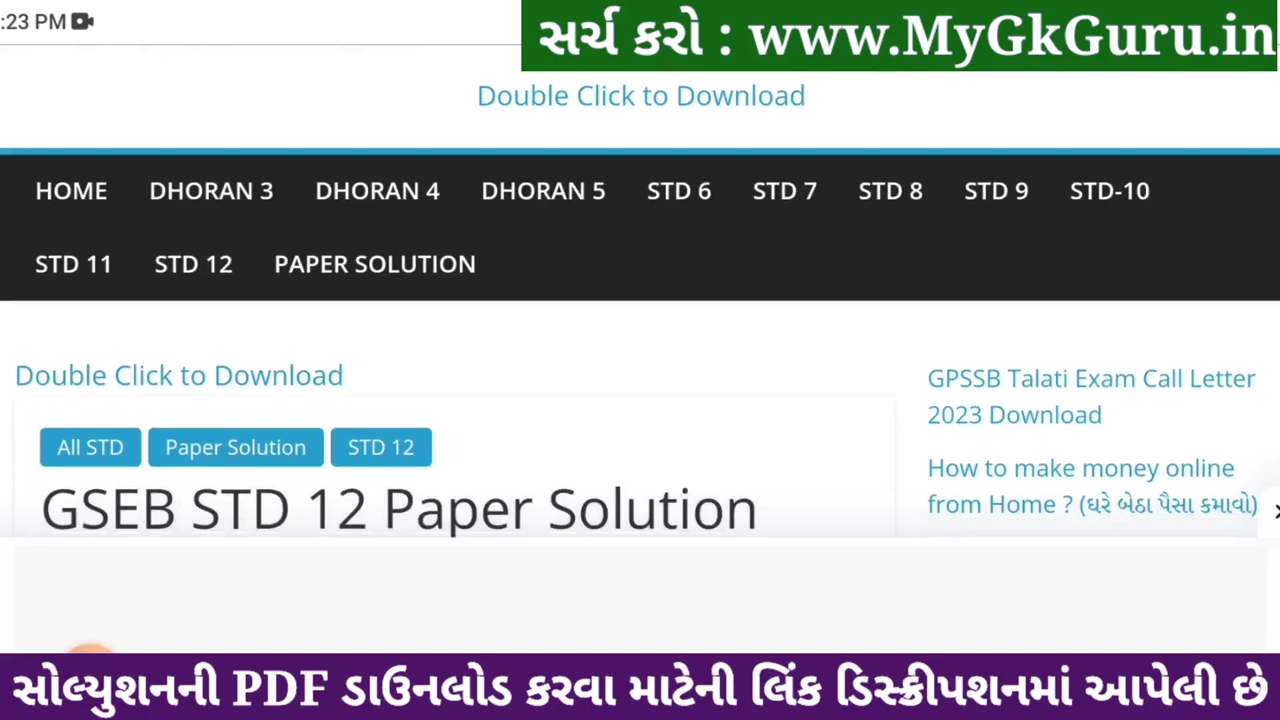 :23 PM
સર્ચ કરો : www.MyGkGuru.in
Double Click to Download
HOME DHORAN 3 DHORAN 4 DHORAN 5 STD 6 STD 7 STD 8 STD 9 STD-10
STD 11 STD 12 PAPER SOLUTION
Double Click to Download
All STD Paper Solution STD 12
GSEB STD 12 Paper Solution
GPSSB Talati Exam Call Letter
2023 Download
How to make money online
from Home ? (ઘરે બેઠા પૈસા કમાવો)
સોલ્યુશનની PDF ડાઉનલોડ કરવા માટેની લિંક ડિસ્ક્રીપશનમાં આપેલી છે